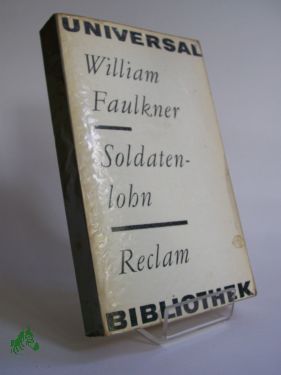 UNIVERSAL
William
Faulkner
Soldaten-
lohn
Reclam
BIBLIOTHEK